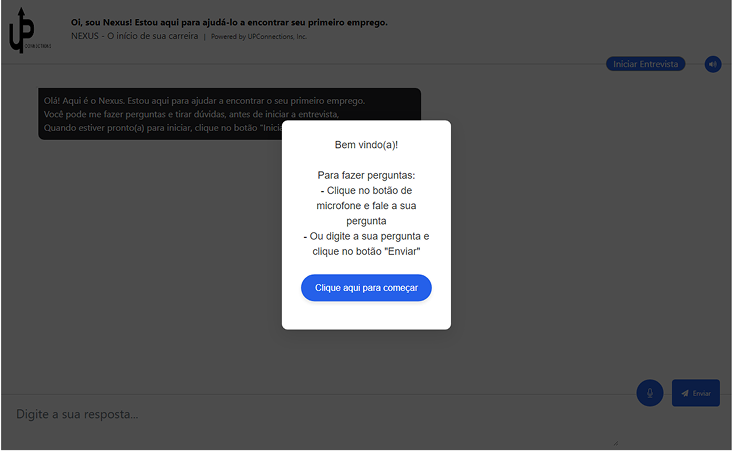 UP
CONNECTIONS
Oi, sou Nexus! Estou aqui para ajudá-lo a encontrar seu primeiro emprego.
NEXUS - O início de sua carreira | Powered by UPConnections, Inc.
Iniciar Entrevista
Olá! Aqui é o Nexus. Estou aqui para ajudar a encontrar o seu primeiro emprego.
Você pode me fazer perguntas e tirar dúvidas, antes de iniciar a entrevista,
Quando estiver pronto(a) para iniciar, clique no botão "Inicia
Bem vindo(a)!
Para fazer perguntas:
- Clique no botão de
microfone e fale a sua
pergunta
- Ou digite a sua pergunta e
clique no botão "Enviar"
Clique aqui para começar
Enviar
Digite a sua resposta...